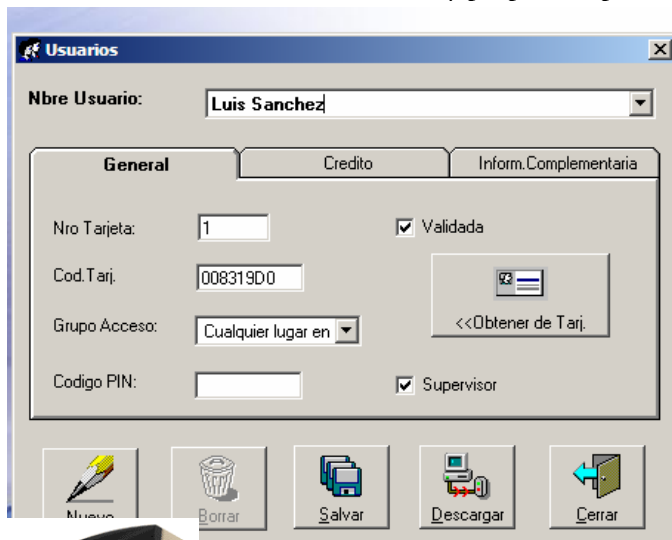 Usuarios
Nbre Usuario: Luis Sanchez
General Credito Inform.Complementaria
Nro Tarjeta: 1 Validada
Cod.Tarj. 008319D0
<<Obtener de Tarj.
Grupo Acceso: Cualquier lugar en
Codigo PIN: Supervisor
Nuevo Borrar Salvar Descargar Cerrar